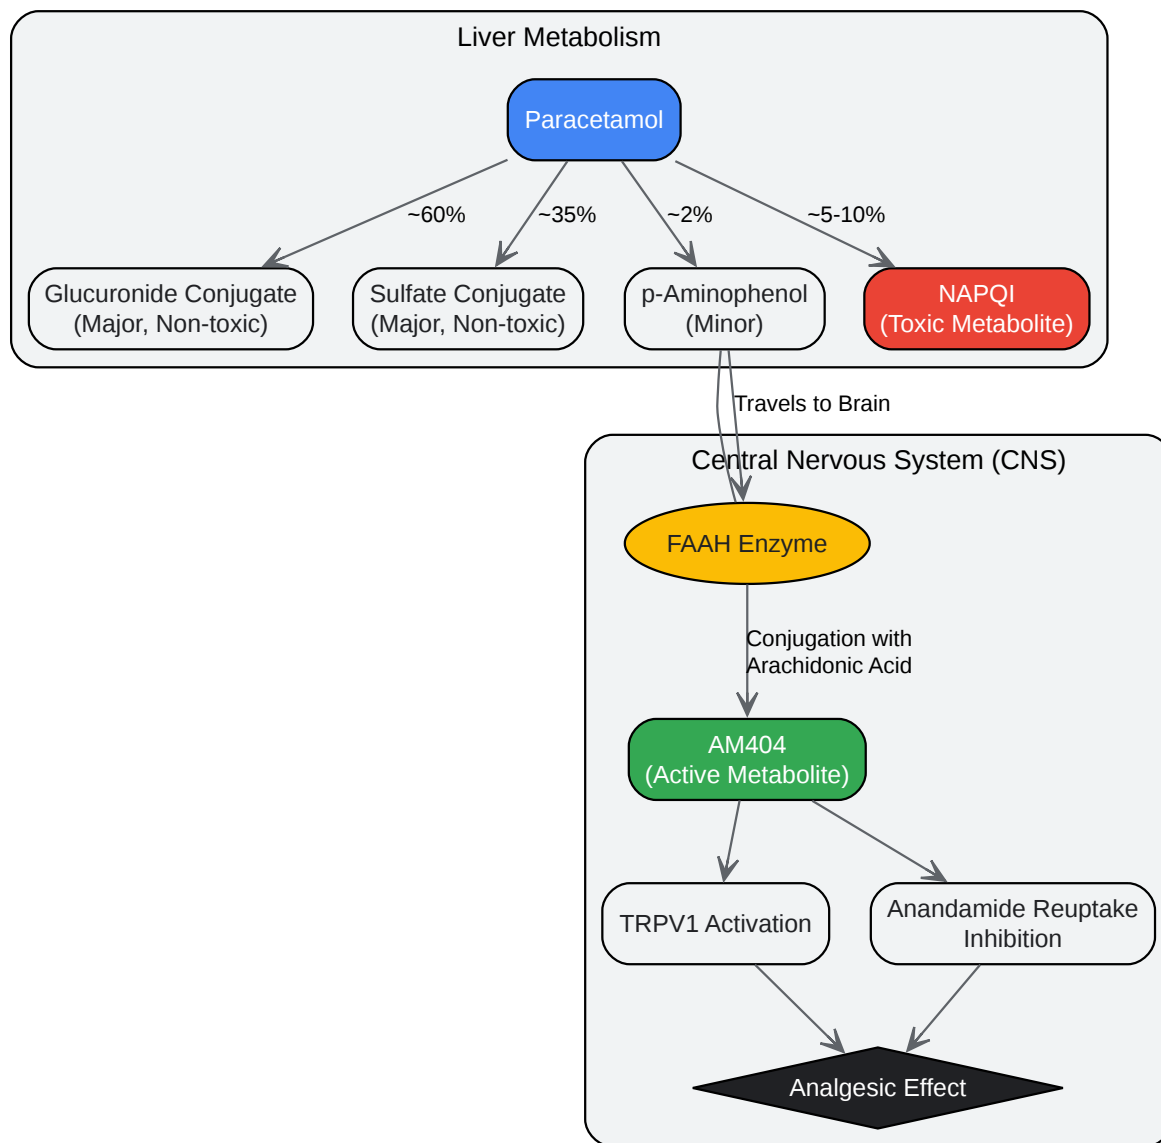 Liver Metabolism
Paracetamol
~60%
~35%
~2%
~5-10%
Glucuronide Conjugate
(Major, Non-toxic)
Sulfate Conjugate
(Major, Non-toxic)
p-Aminophenol
(Minor)
NAPQI
(Toxic Metabolite)
Travels to Brain
Central Nervous System (CNS)
FAAH Enzyme
Conjugation with
Arachidonic Acid
AM404
(Active Metabolite)
TRPV1 Activation
Anandamide Reuptake
Inhibition
Analgesic Effect